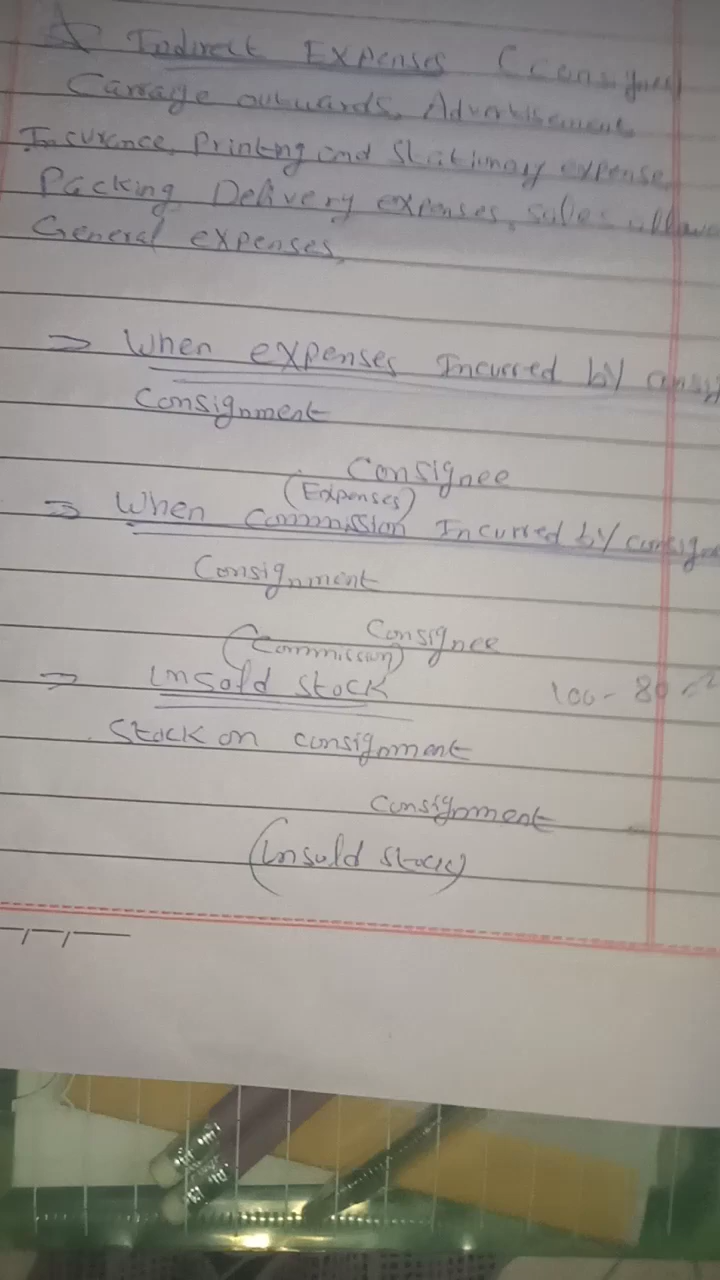 Indirect Expenses
Carriage outwards, Advertisement,
Insurance, Printing and Stationary expense,
Packing, Delivery expenses, sales
General expenses,
⇒ When expenses Incurred by
Consignment
Consignee
(Expenses)
⇒ When Commission Incurred by
Consignment
Consignee
(Commission)
⇒ Unsold stock 100 - 80
Stock on consignment
Consignment
(Unsold stock)